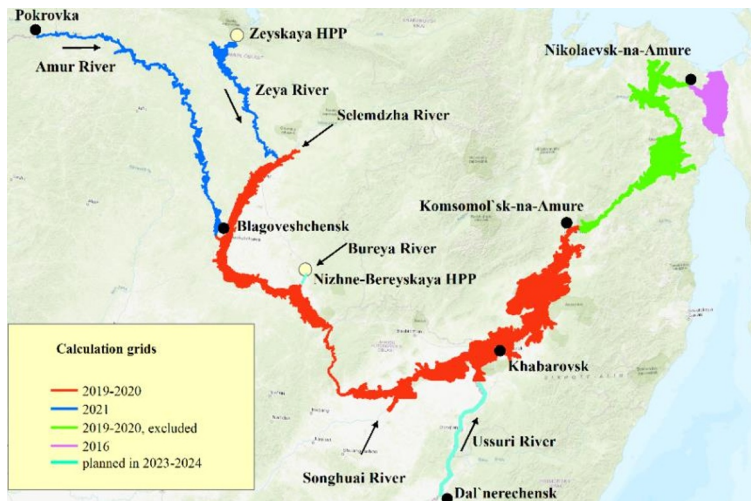 Pokrovka
Zeyskaya HPP
Nikolaevsk-na-Amure
Amur River
Zeya River
Selemdzha River
Komsomol`sk-na-Amure
Blagoveshchensk
Bureya River
Nizhne-Bereyskaya HPP
Calculation grids
Khabarovsk
2019-2020
2021
2019-2020, excluded
2016
planned in 2023-2024
Ussuri River
Songhuai River
Dal`nerechensk